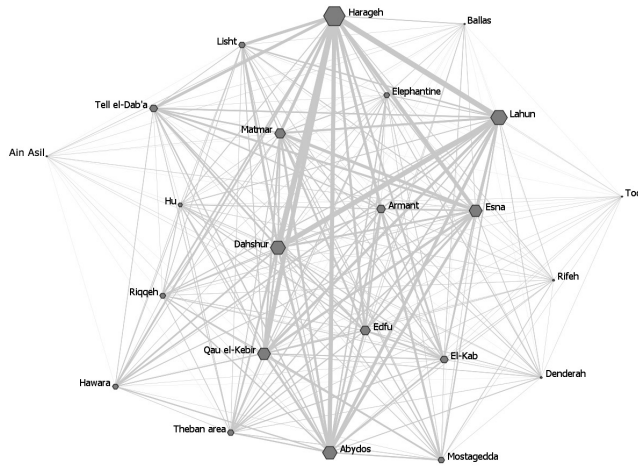 Harageh
Ballas
Lisht
Elephantine
Tell el-Dab'a
Lahun
Matmar
Ain Asil
Hu
Armant
Esna
Dahshur
Rifeh
Riqqeh
Edfu
Qau el-Kebir
El-Kab
Denderah
Hawara
Theban area
Abydos
Mostagedda